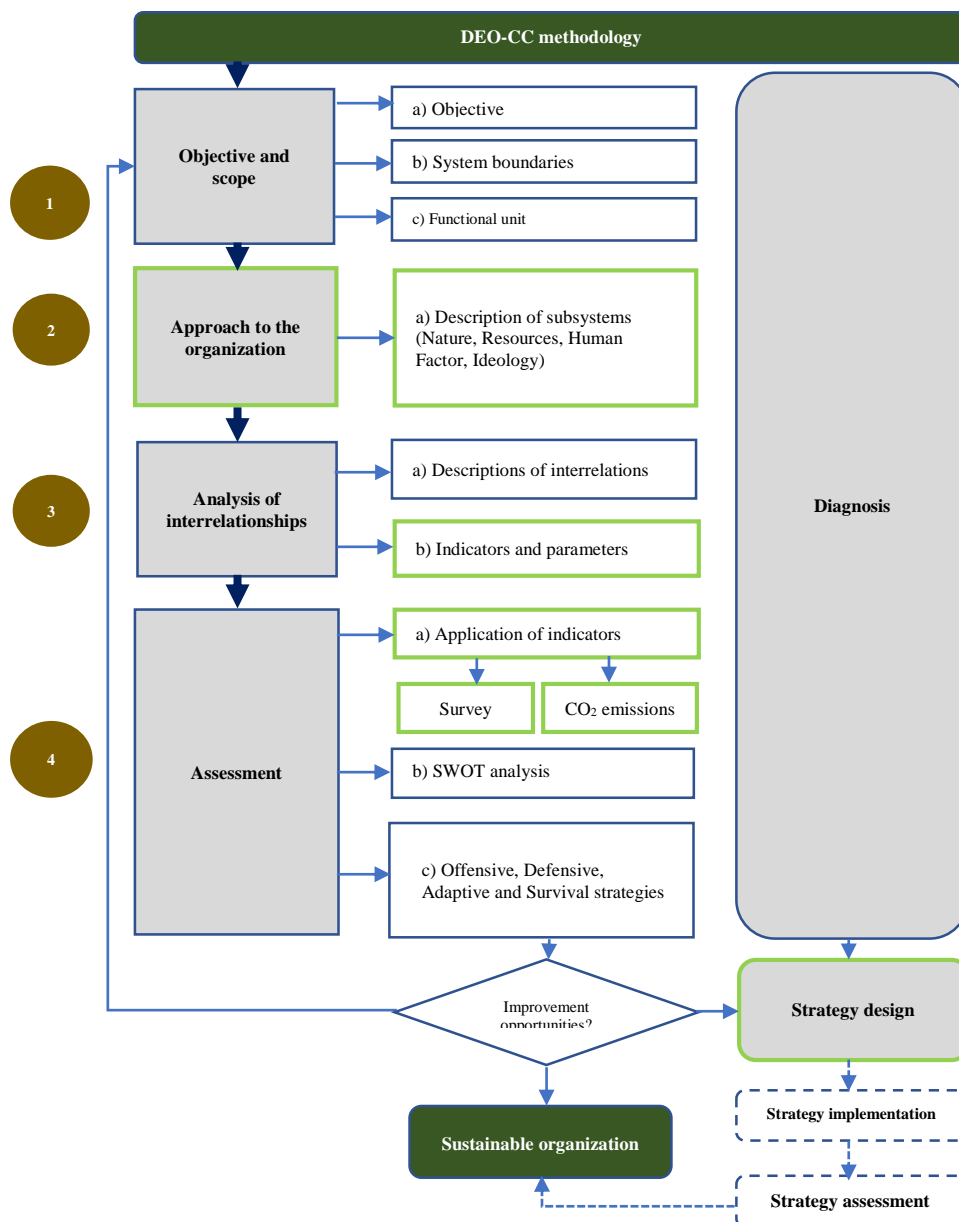 DEO-CC methodology
1
Objective and
scope
a) Objective
b) System boundaries
c) Functional unit
2
Approach to the
organization
a) Description of subsystems
(Nature, Resources, Human
Factor, Ideology)
3
Analysis of
interrelationships
a) Descriptions of interrelations
b) Indicators and parameters
Diagnosis
4
Assessment
a) Application of indicators
Survey
CO₂ emissions
b) SWOT analysis
c) Offensive, Defensive,
Adaptive and Survival strategies
Improvement
opportunities?
Strategy design
Strategy implementation
Sustainable organization
Strategy assessment